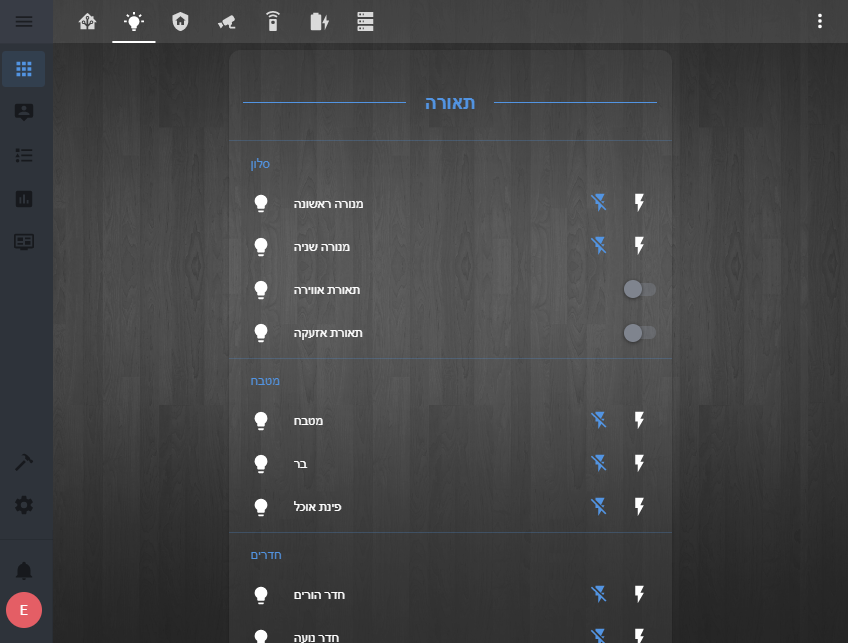 תאורה
סלון
מנורה ראשונה
מנורה שניה
תאורת אווירה
תאורת אזעקה
מטבח
מטבח
בר
פינת אוכל
חדרים
חדר הורים
חדר נועה
E